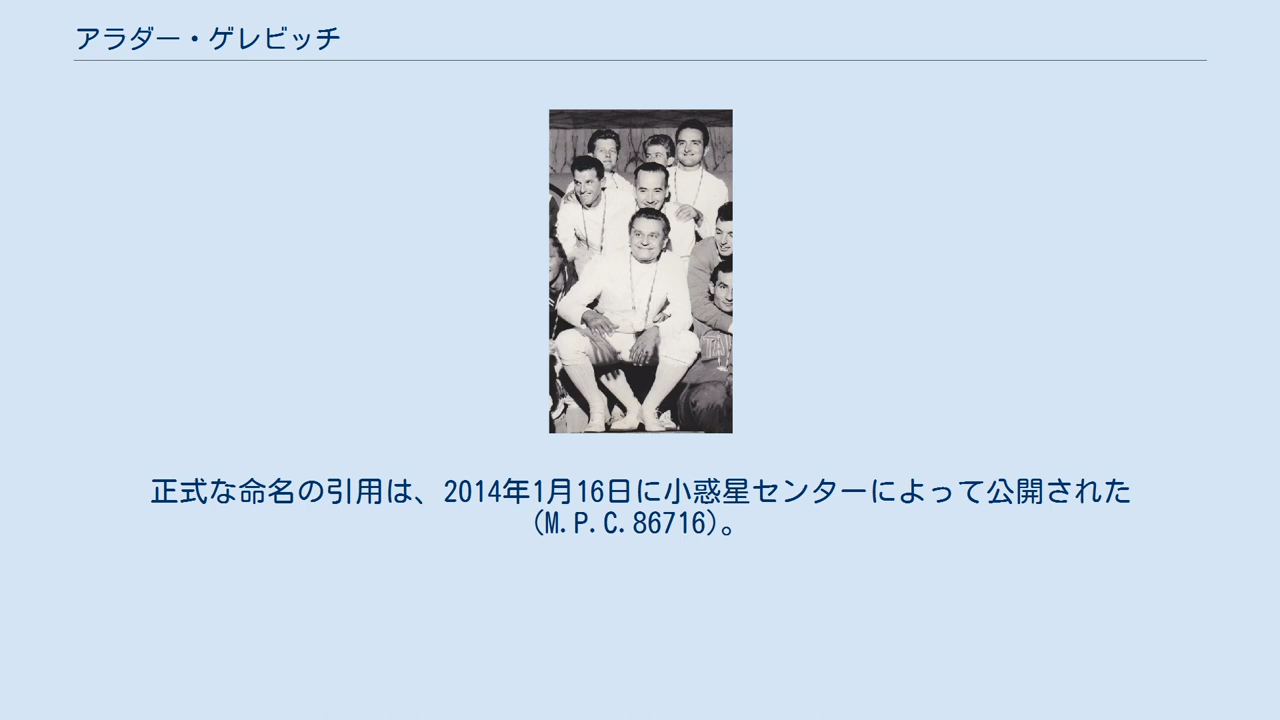 アラダー・ゲレビッチ
正式な命名の引用は、2014年1月16日に小惑星センターによって公開された
(M.P.C.86716)。